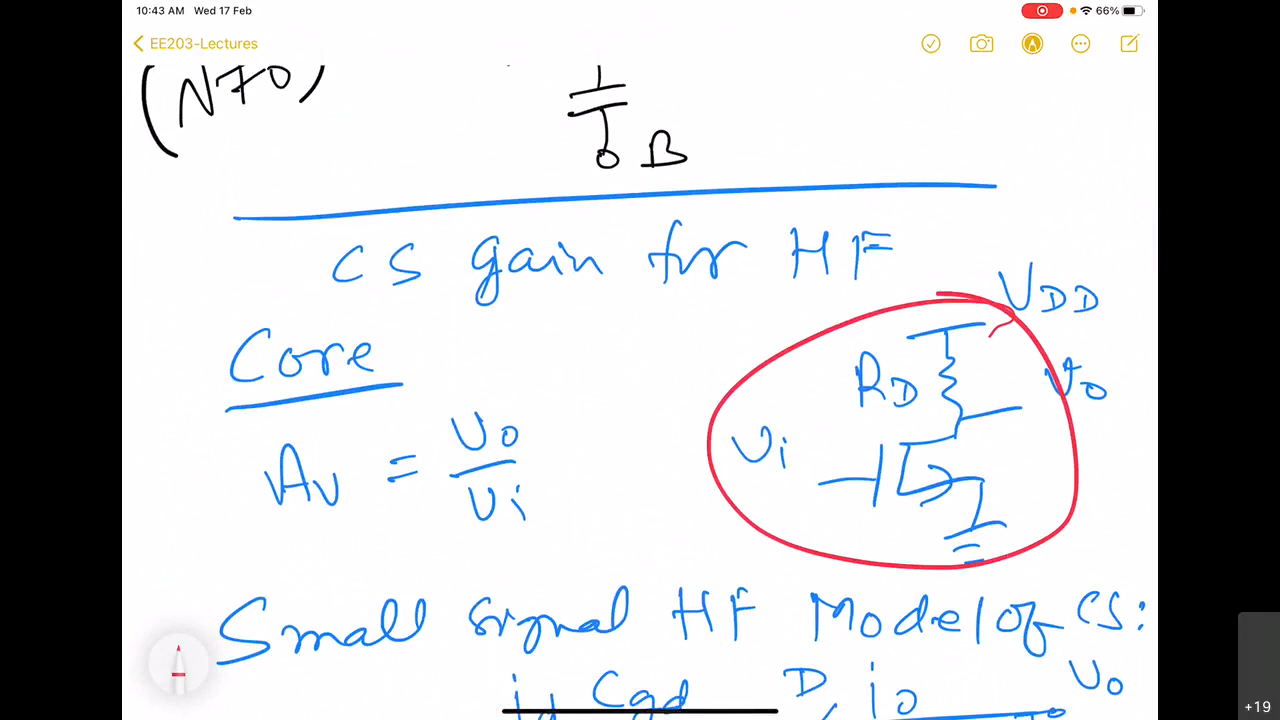 10:43 AM Wed 17 Feb
66%
EE203-Lectures
B
CS gain for HF
VDD
Core
RD
vo
Av = vo
vi
vi
Small signal HF Model of CS:
ig Cgd D io vo
+19